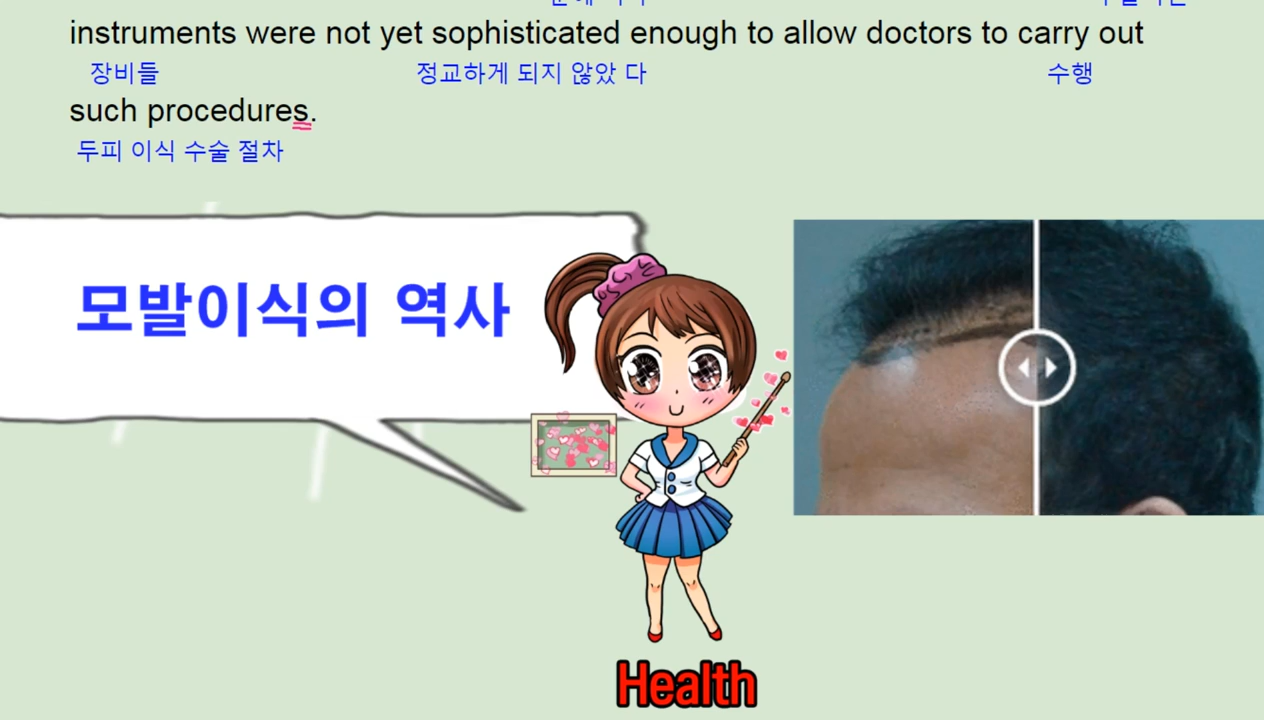 instruments were not yet sophisticated enough to allow doctors to carry out
장비들 정교하게 되지 않았 다 수행
such procedures.
두피 이식 수술 절차
모발이식의 역사
Health